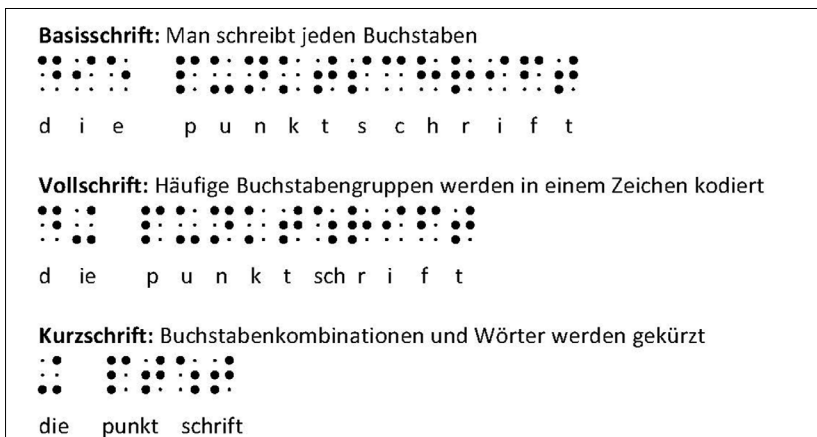 Basisschrift: Man schreibt jeden Buchstaben
⠙⠊⠑ ⠏⠥⠝⠅⠞⠎⠉⠓⠗⠊⠋⠞
d i e p u n k t s c h r i f t
Vollschrift: Häufige Buchstabengruppen werden in einem Zeichen kodiert
⠙⠬ ⠏⠥⠝⠅⠞⠱⠗⠊⠋⠞
d ie p u n k t sch r i f t
Kurzschrift: Buchstabenkombinationen und Wörter werden gekürzt
⠬ ⠏⠞⠱⠞
die punkt schrift